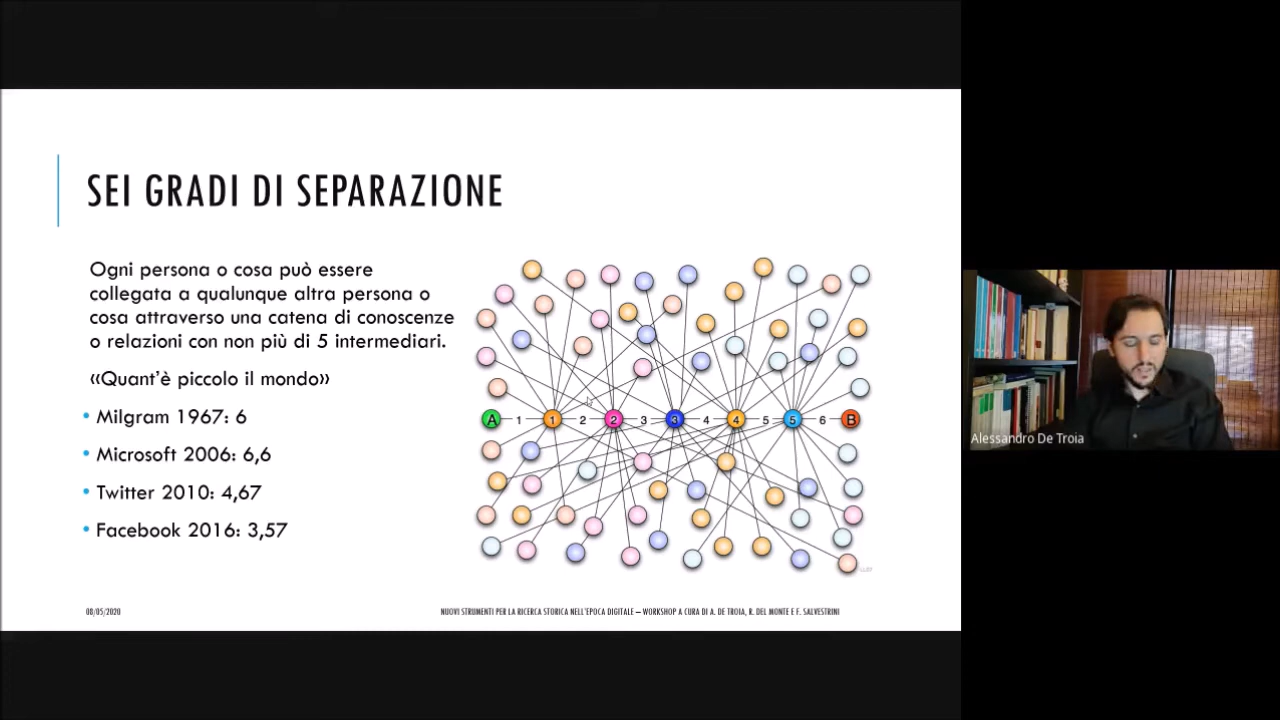 SEI GRADI DI SEPARAZIONE
Ogni persona o cosa può essere
collegata a qualunque altra persona o
cosa attraverso una catena di conoscenze
o relazioni con non più di 5 intermediari.
«Quant'è piccolo il mondo»
• Milgram 1967: 6
• Microsoft 2006: 6,6
• Twitter 2010: 4,67
• Facebook 2016: 3,57
A 1 1 2 2 3 3 4 4 5 5 6 B
08/05/2020
NUOVI STRUMENTI PER LA RICERCA STORICA NELL'EPOCA DIGITALE – WORKSHOP A CURA DI A. DE TROIA, R. DEL MONTE E F. SALVESTRINI
Alessandro De Troia